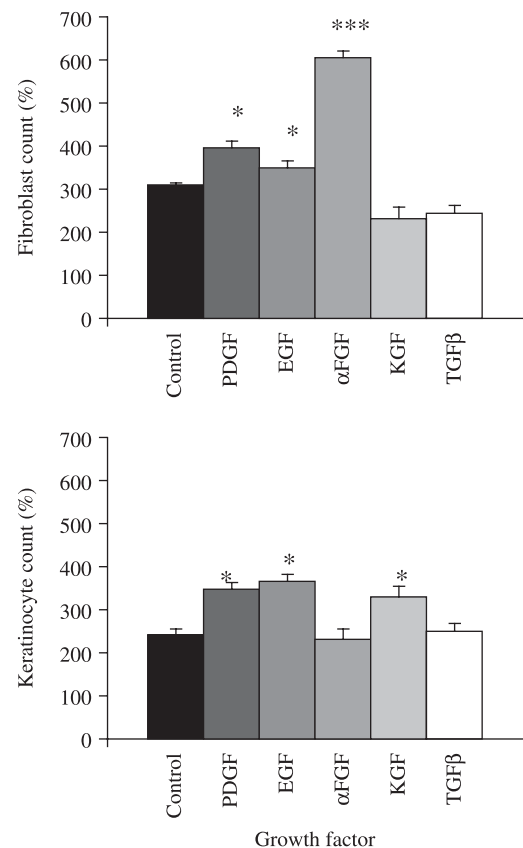 700
600
500
400
300
200
100
0
Fibroblast count (%)
*
*
***
Control
PDGF
EGF
αFGF
KGF
TGFβ
700
600
500
400
300
200
100
0
Keratinocyte count (%)
*
*
*
Control
PDGF
EGF
αFGF
KGF
TGFβ
Growth factor